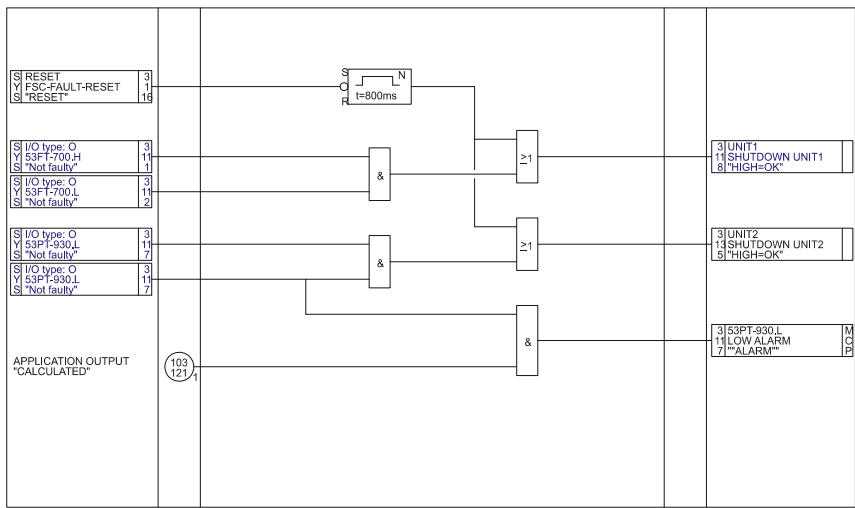 S RESET 3
Y FSC-FAULT-RESET 1
S "RESET" 16
S N
R t=800ms
S I/O type: O 3
Y 53FT-700.H 11
S "Not faulty" 1
S I/O type: O 3
Y 53FT-700.L 11
S "Not faulty" 2
&
≥1
3 UNIT1
11 SHUTDOWN UNIT1
8 "HIGH=OK"
S I/O type: O 3
Y 53PT-930.L 11
S "Not faulty" 7
S I/O type: O 3
Y 53PT-930.L 11
S "Not faulty" 7
&
≥1
3 UNIT2
13 SHUTDOWN UNIT2
5 "HIGH=OK"
&
3 53PT-930.L M
11 LOW ALARM C
7 ""ALARM"" P
APPLICATION OUTPUT
"CALCULATED"
103
121 1